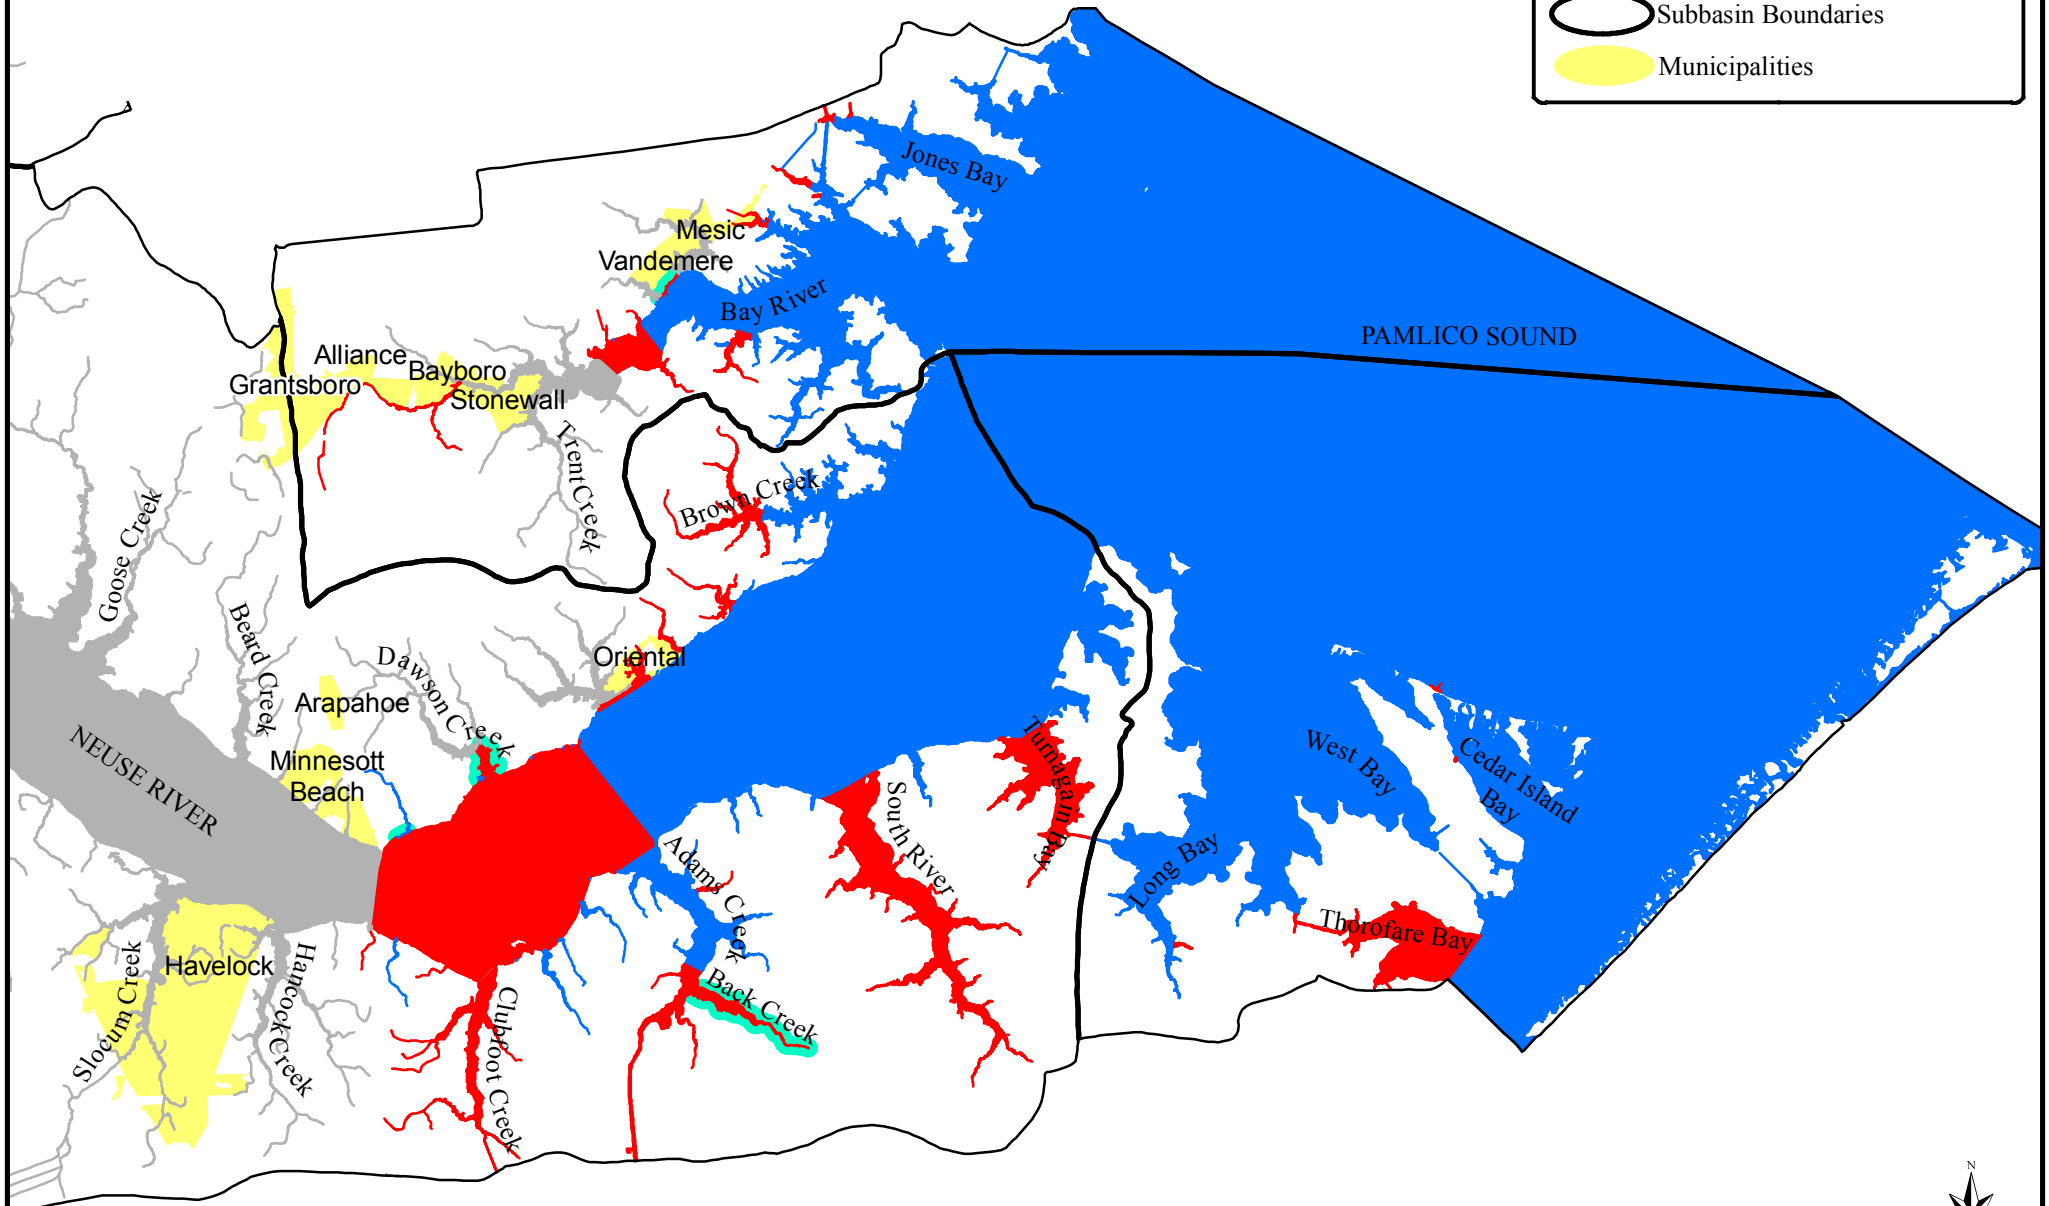 Subbasin Boundaries
Municipalities
Jones Bay
Mesic
Vandemere
Bay River
PAMLICO SOUND
Alliance
Bayboro
Grantsboro
Stonewall
Trent Creek
Brown Creek
Goose Creek
Beard Creek
Oriental
Dawson Creek
Arapahoe
Minnesott
Beach
NEUSE RIVER
Turnagain Bay
West Bay
Cedar Island
Bay
South River
Adams Creek
Long Bay
Thorofare Bay
Havelock
Slocum Creek
Hancock Creek
Clubfoot Creek
Back Creek
N